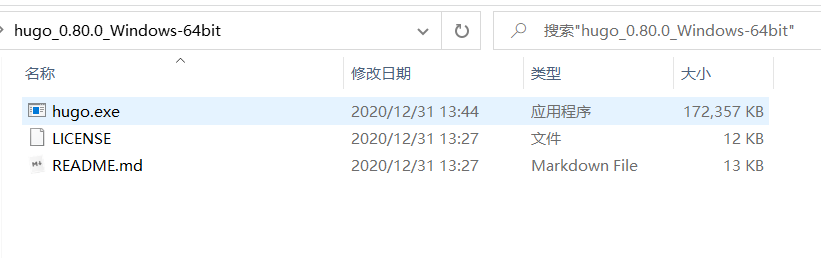 hugo_0.80.0_Windows-64bit
搜索"hugo_0.80.0_Windows-64bit"
名称 修改日期 类型 大小
hugo.exe 2020/12/31 13:44 应用程序 172,357 KB
LICENSE 2020/12/31 13:27 文件 12 KB
README.md 2020/12/31 13:27 Markdown File 13 KB